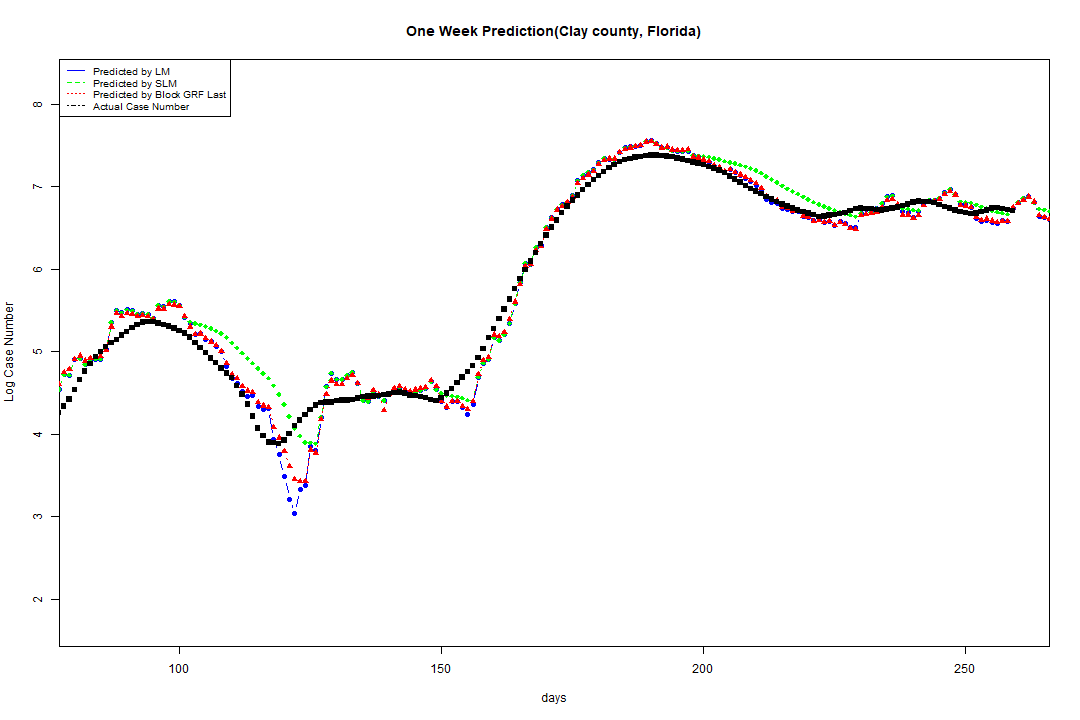 One Week Prediction(Clay county, Florida)
Predicted by LM
Predicted by SLM
Predicted by Block GRF Last
Actual Case Number
8
7
6
5
4
3
2
Log Case Number
100 150 200 250
days